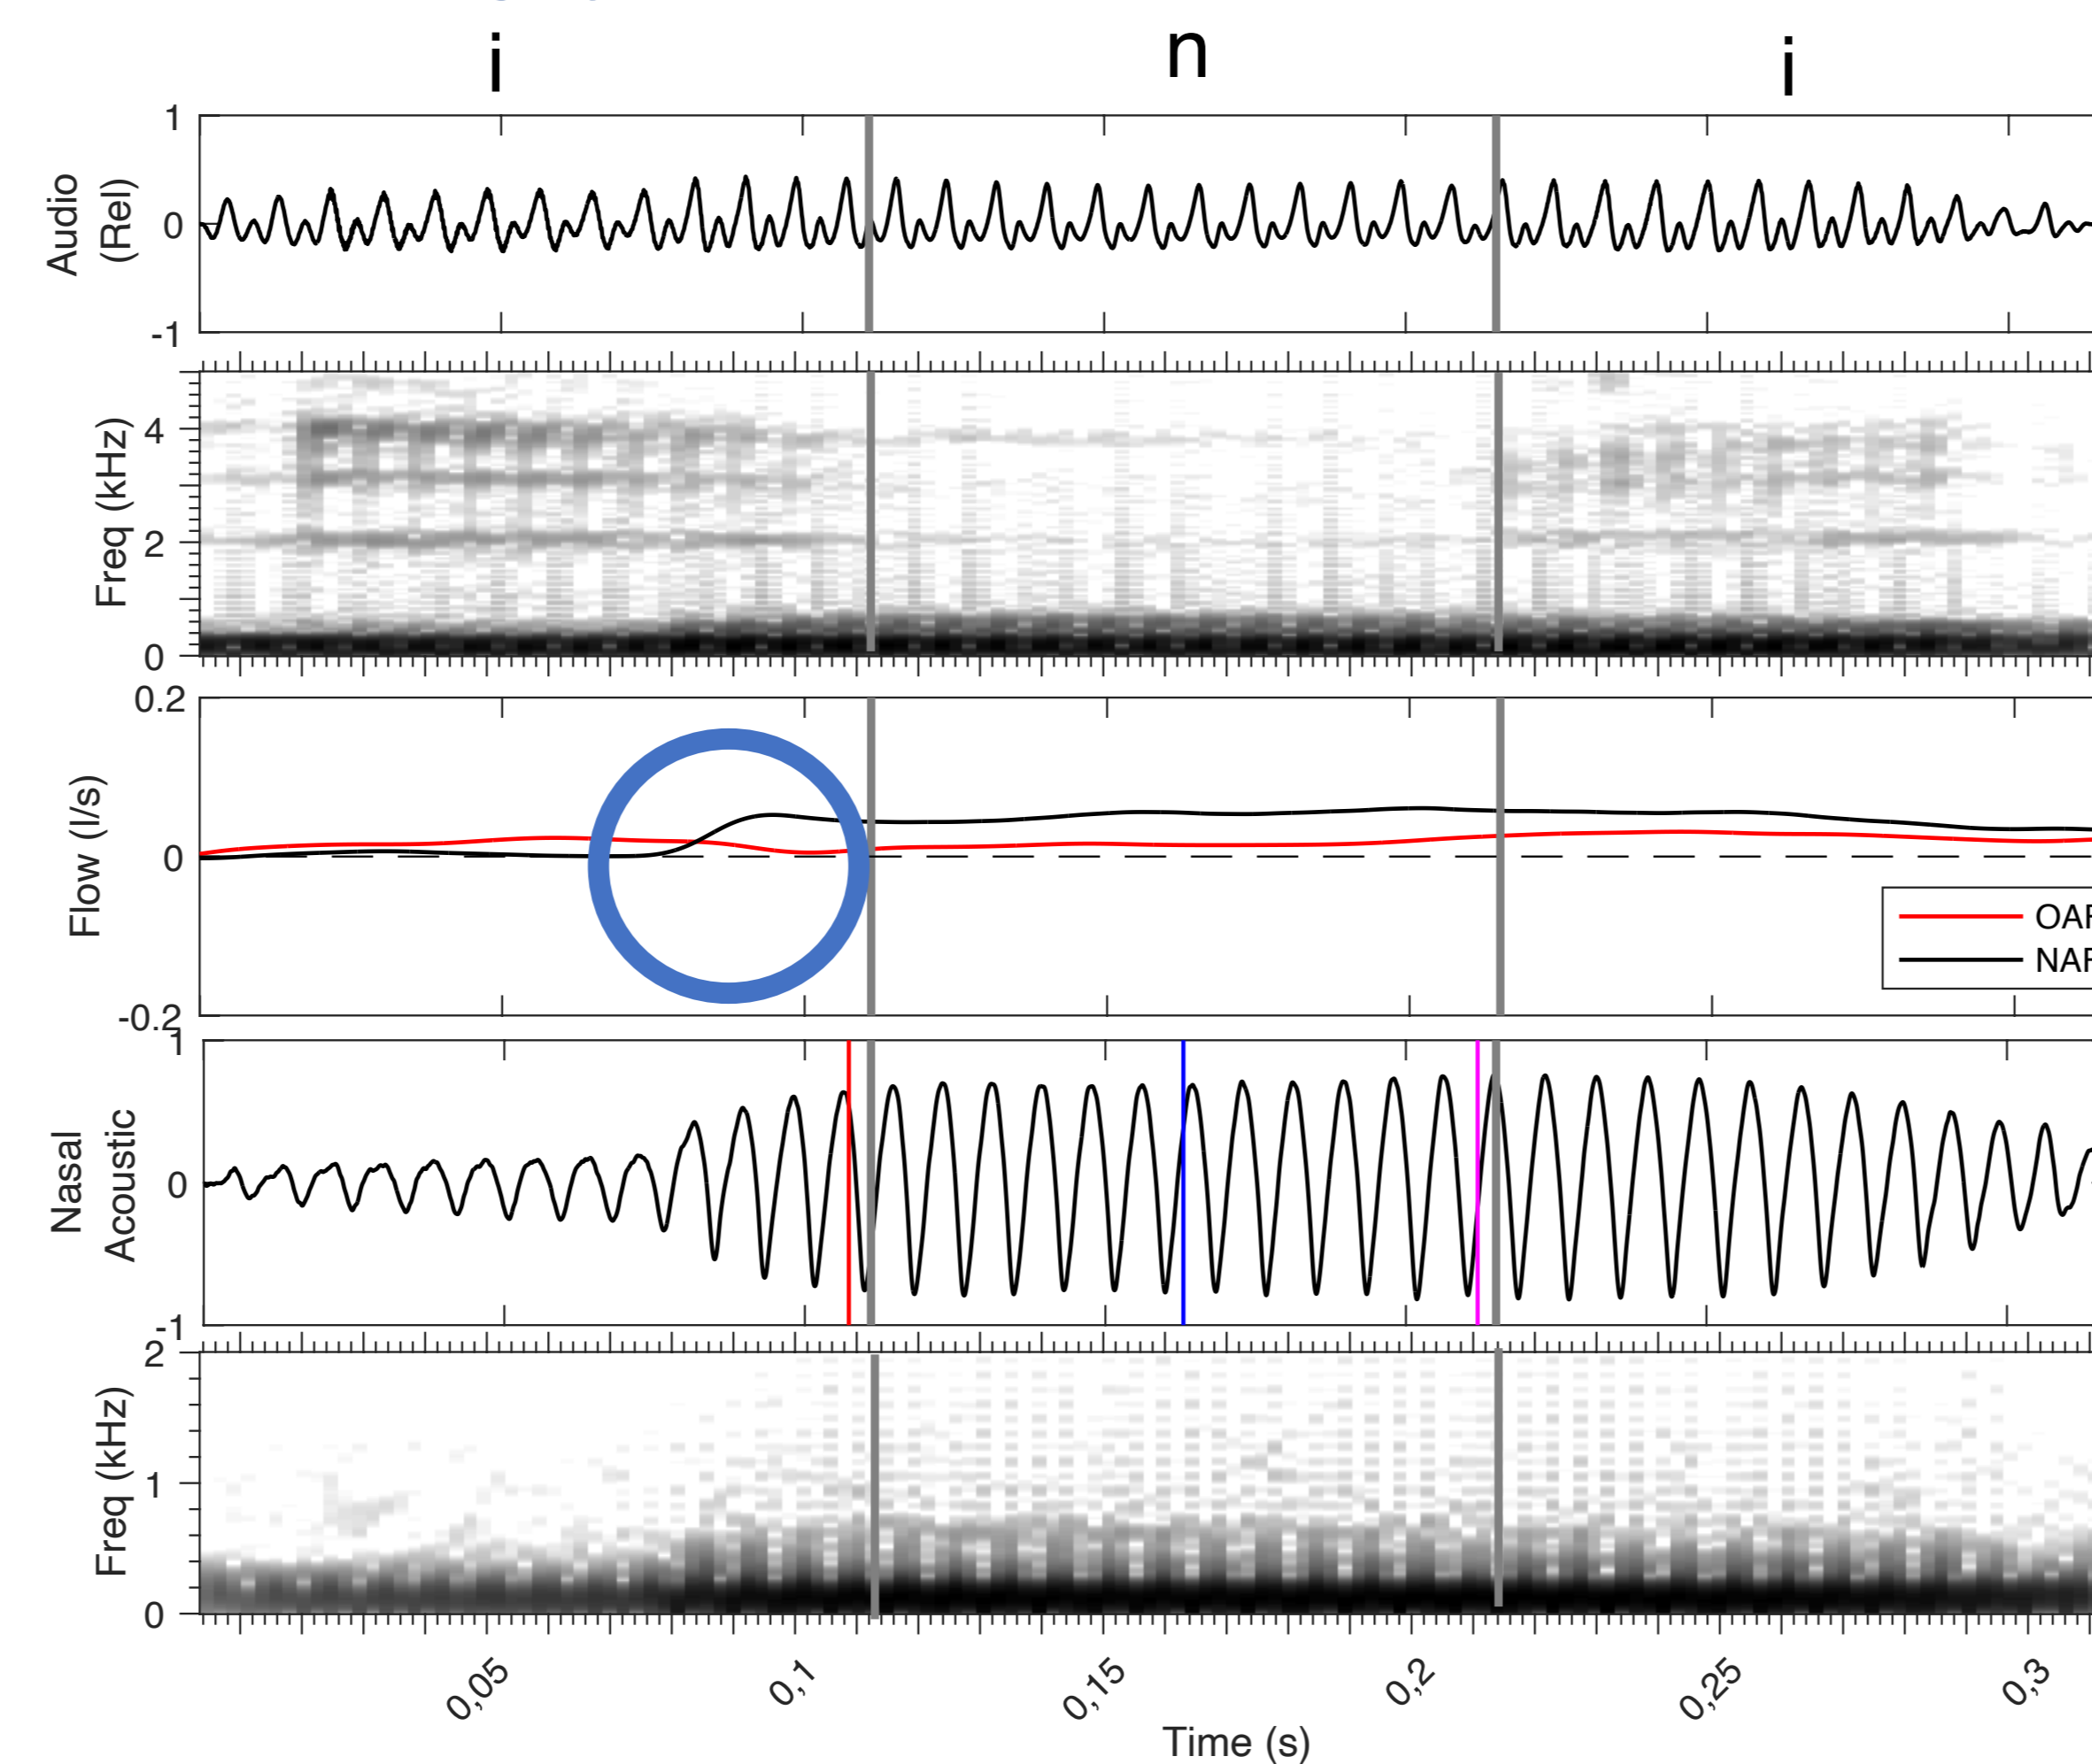 i n i
1
Audio
(Rel)
0
-1
4
Freq (kHz)
2
0
0.2
Flow (l/s)
0
-0.2
OAF
NAF
1
Nasal
Acoustic
0
-1
2
Freq (kHz)
1
0
0,05 0,1 0,15 0,2 0,25 0,3
Time (s)